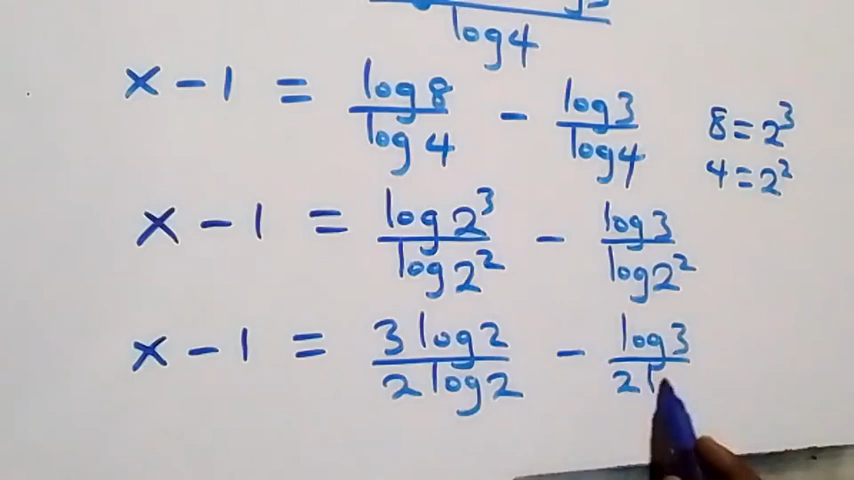 log4
x - 1 = log8/log4 - log3/log4
8 = 2³
4 = 2²
x - 1 = log2³/log2² - log3/log2²
x - 1 = 3log2/2log2 - log3/2l